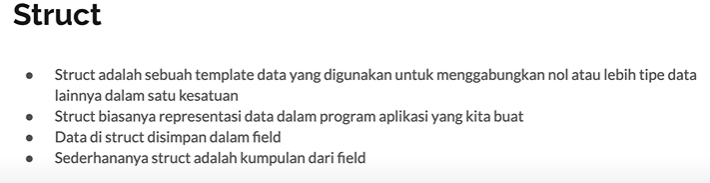 Struct
● Struct adalah sebuah template data yang digunakan untuk menggabungkan nol atau lebih tipe data
lainnya dalam satu kesatuan
● Struct biasanya representasi data dalam program aplikasi yang kita buat
● Data di struct disimpan dalam field
● Sederhananya struct adalah kumpulan dari field